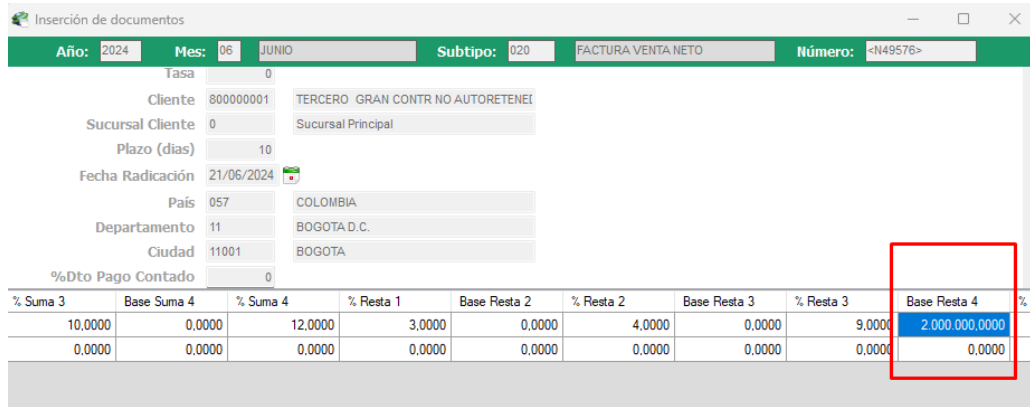 Inserción de documentos
Año: 2024 Mes: 06 JUNIO Subtipo: 020 FACTURA VENTA NETO Número: <N49576>
Tasa 0
Cliente 800000001 TERCERO GRAN CONTR NO AUTORETENE
Sucursal Cliente 0 Sucursal Principal
Plazo (dias) 10
Fecha Radicación 21/06/2024
País 057 COLOMBIA
Departamento 11 BOGOTA D.C.
Ciudad 11001 BOGOTA
%Dto Pago Contado 0
% Suma 3 Base Suma 4 % Suma 4 % Resta 1 Base Resta 2 % Resta 2 Base Resta 3 % Resta 3 Base Resta 4 %
10,0000 0,0000 12,0000 3,0000 0,0000 4,0000 0,0000 9,0000 2.000.000,0000
0,0000 0,0000 0,0000 0,0000 0,0000 0,0000 0,0000 0,0000 0,0000